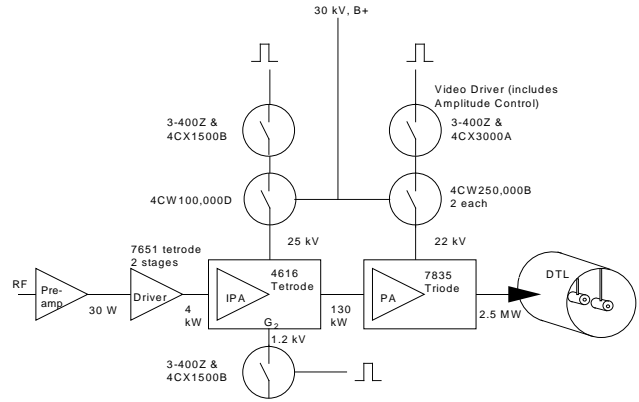 30 kV, B+
Video Driver (includes
Amplitude Control)
3-400Z &
4CX1500B
3-400Z &
4CX3000A
4CW100,000D
4CW250,000B
2 each
25 kV
22 kV
7651 tetrode
2 stages
4616
Tetrode
7835
Triode
DTL
RF
Pre-
amp
Driver
IPA
PA
30 W
4
kW
G2
130
kW
2.5 MW
1.2 kV
3-400Z &
4CX1500B